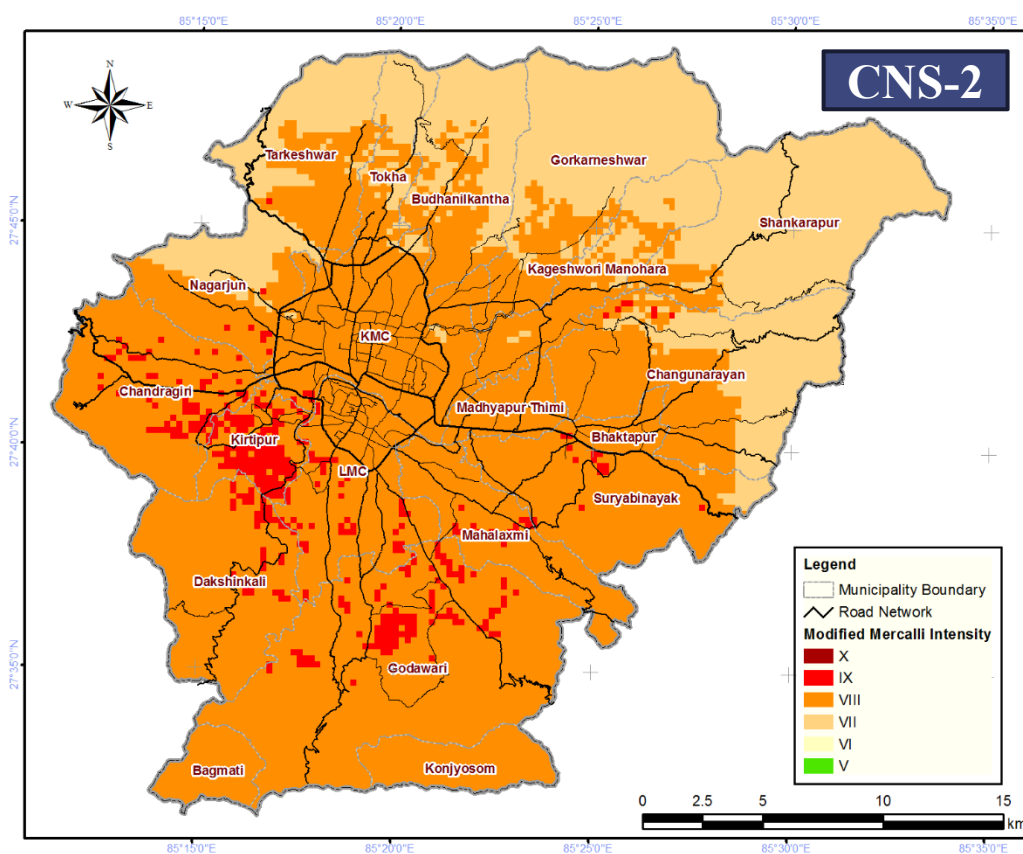 85°15'0"E 85°20'0"E 85°25'0"E 85°30'0"E 85°35'0"E
CNS-2
N
W E
S
Tarkeshwar
Gorkarneshwar
Tokha
Budhanilkantha
27°45'0"N
Shankarapur
Kageshwori Manohara
Nagarjun
KMC
Changunarayan
Chandragiri
Madhyapur Thimi
27°40'0"N
Kirtipur
Bhaktapur
LMC
Suryabinayak
Mahalaxmi
Dakshinkali
27°35'0"N
Godawari
Bagmati
Konjyosom
Legend
Municipality Boundary
Road Network
Modified Mercalli Intensity
X
IX
VIII
VII
VI
V
0 2.5 5 10 15
km
85°15'0"E 85°20'0"E 85°25'0"E 85°30'0"E 85°35'0"E